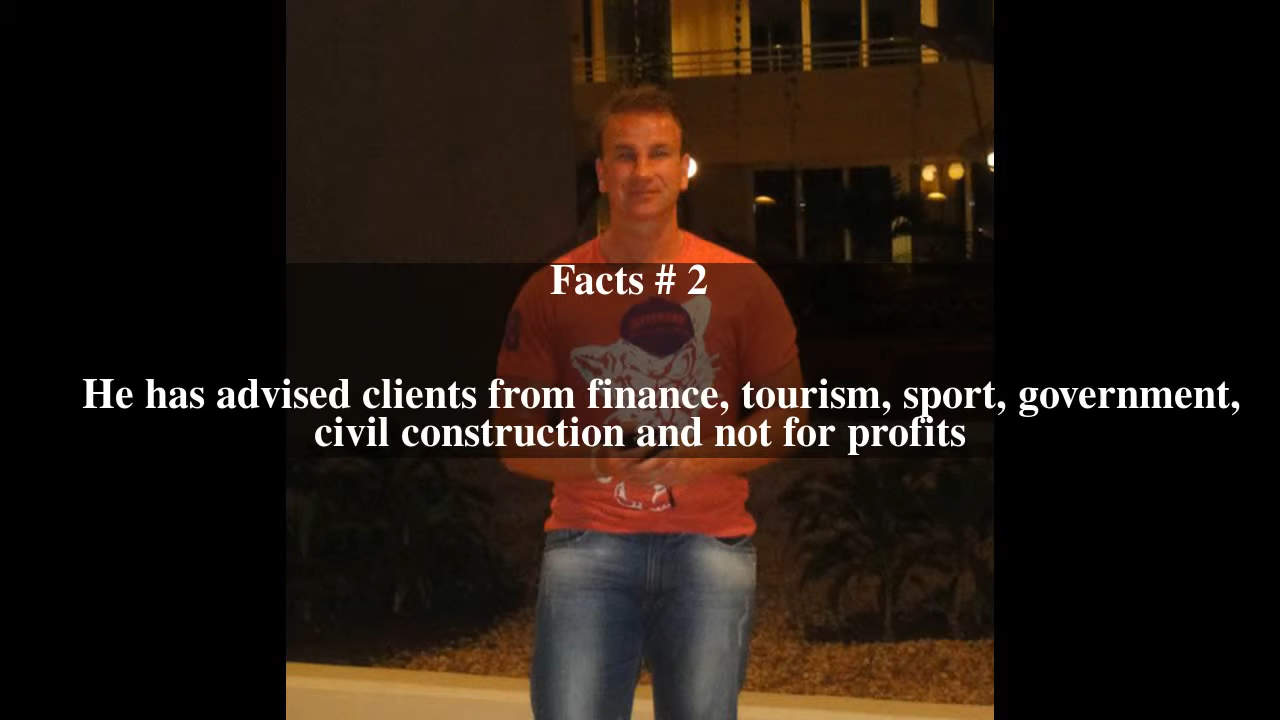 Facts # 2
He has advised clients from finance, tourism, sport, government,
civil construction and not for profits